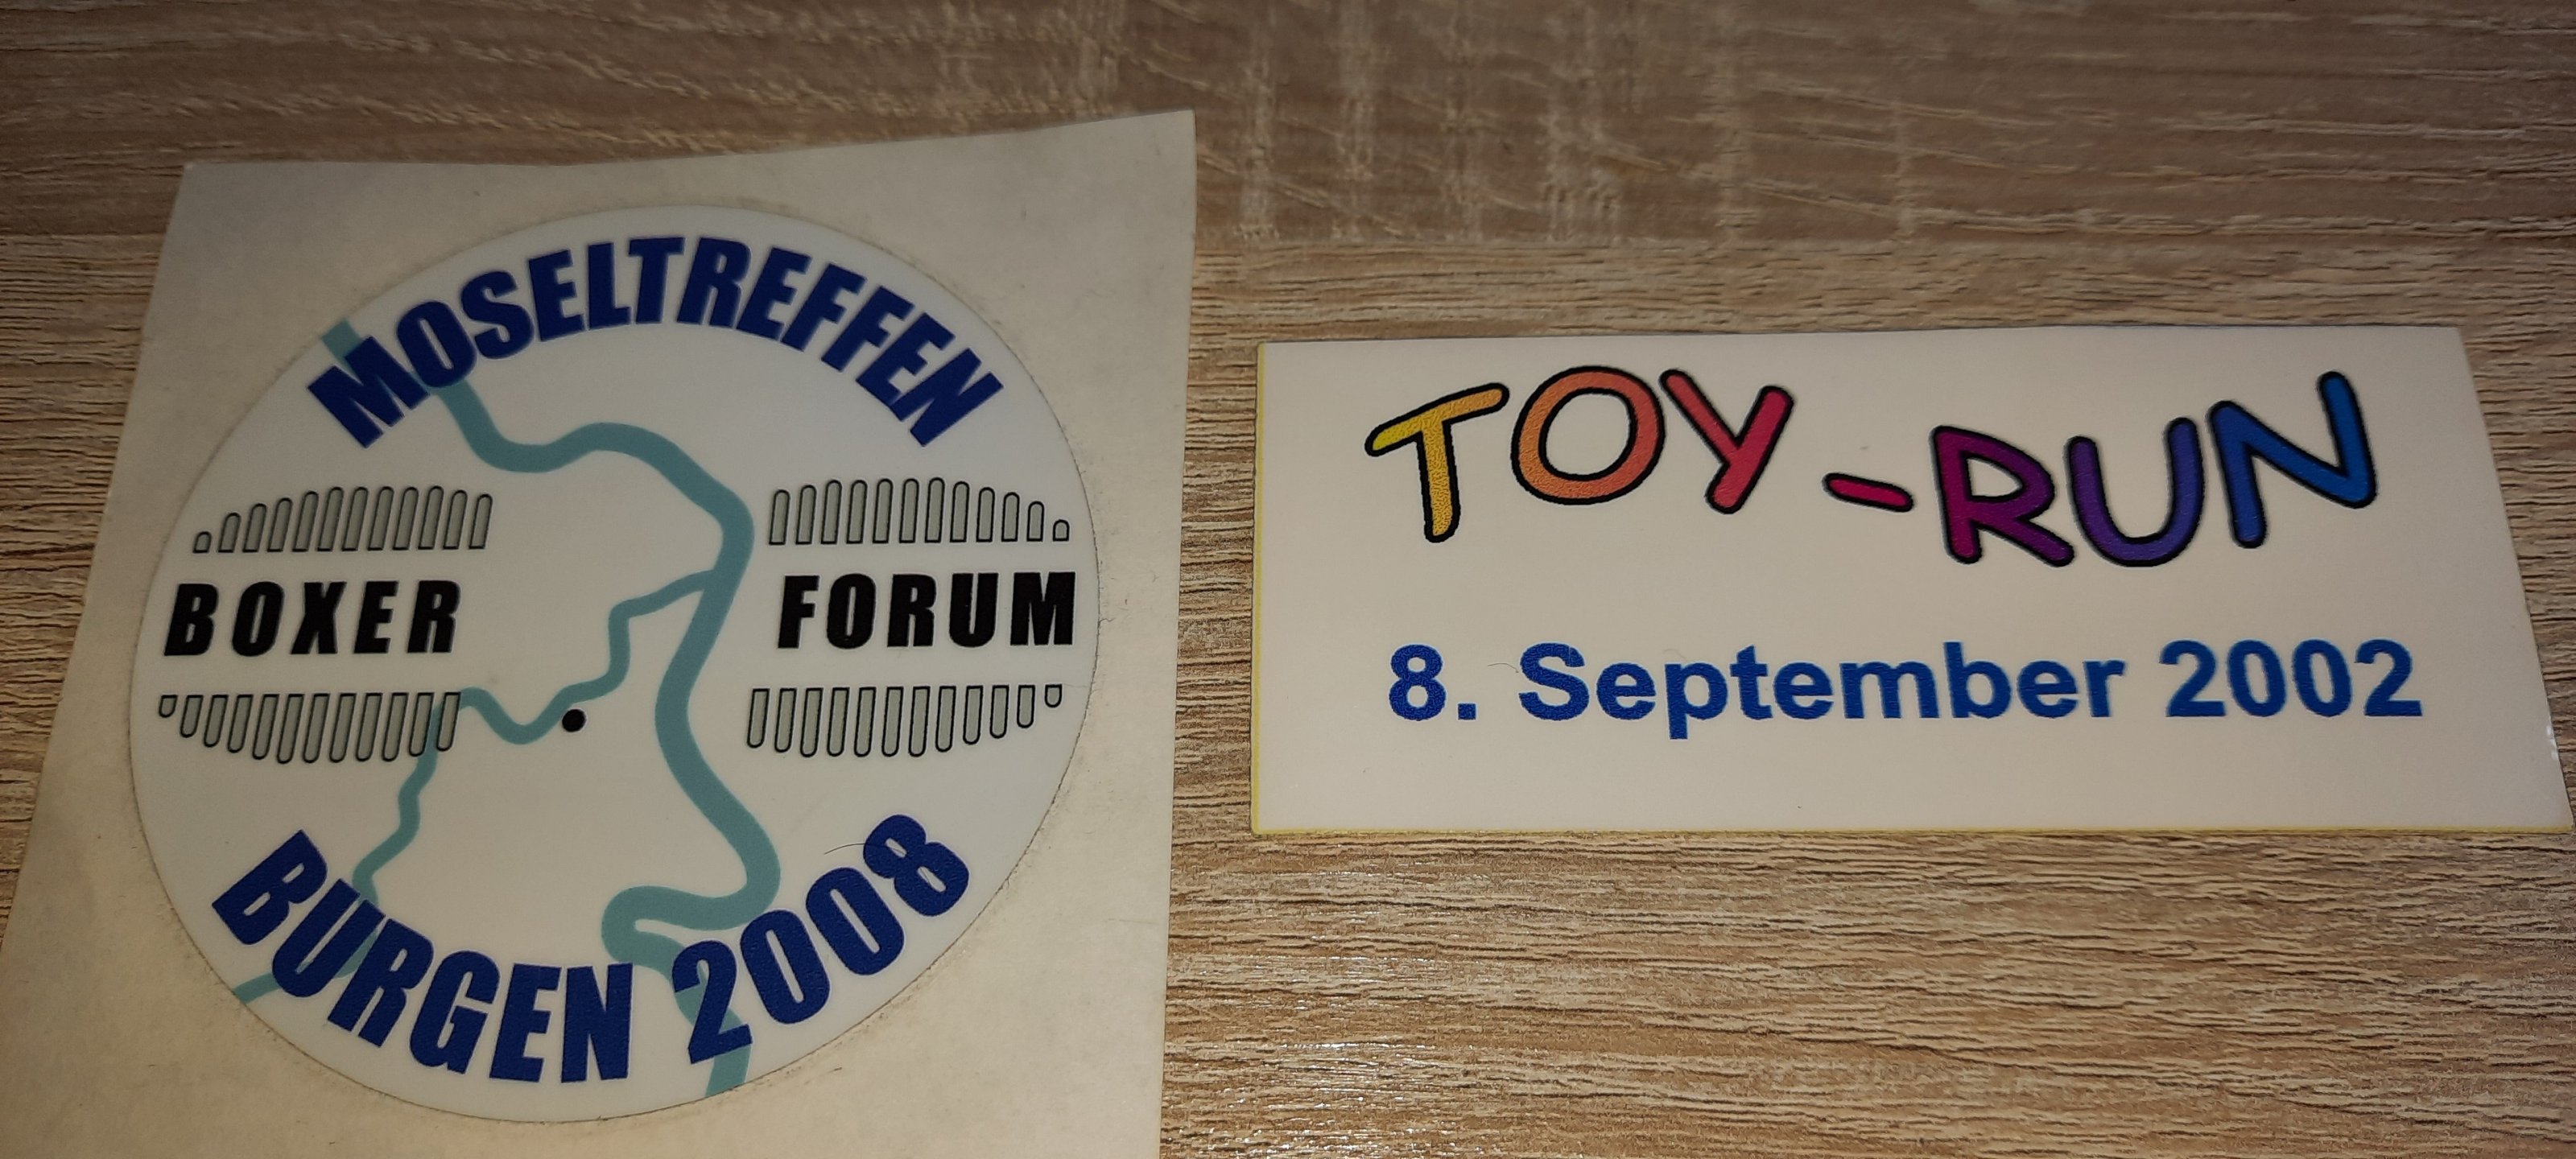 MOSELTREFFEN
BOXER FORUM
BURGEN 2008
TOY-RUN
8. September 2002